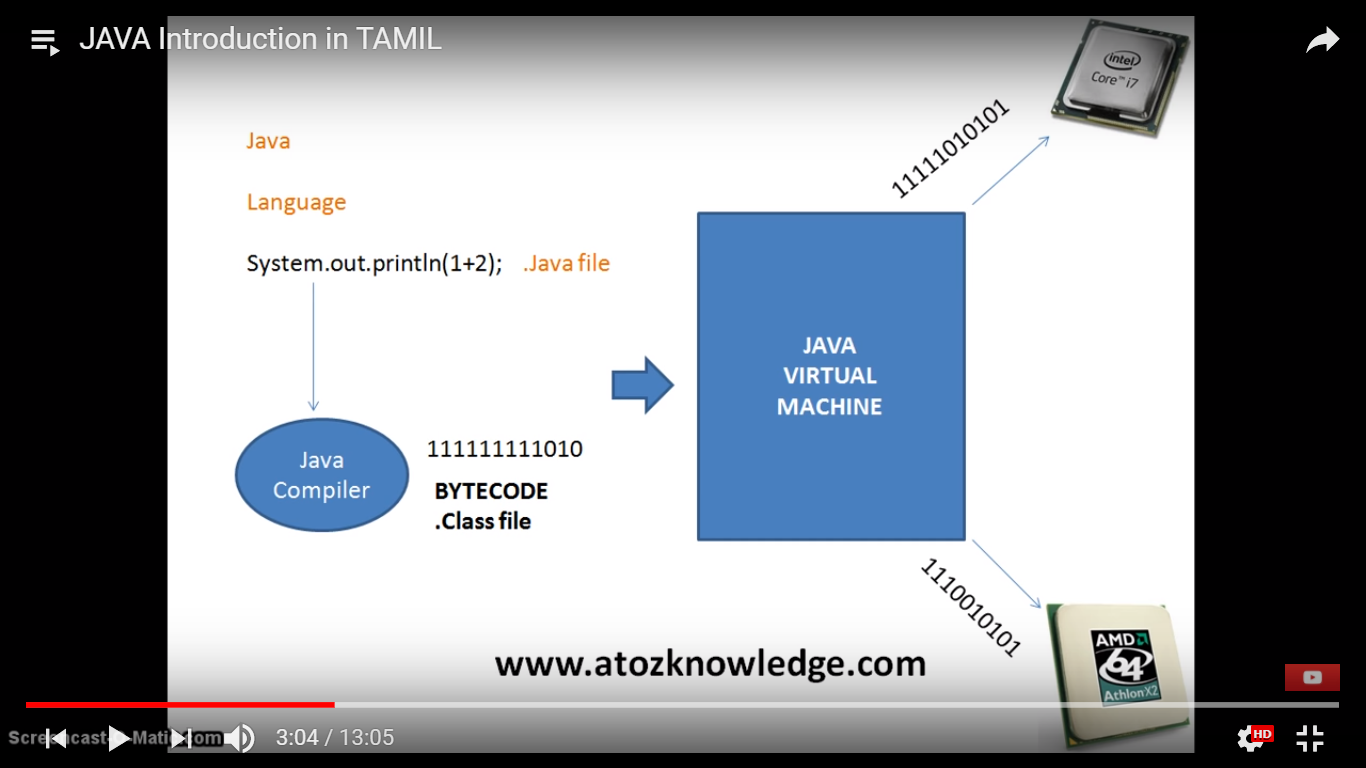 JAVA Introduction in TAMIL
intel
Core™ i7
11111010101
Java
Language
System.out.println(1+2); .Java file
JAVA
VIRTUAL
MACHINE
Java
Compiler
111111111010
BYTECODE
.Class file
1110010101
AMD
64
Athlon X2
www.atozknowledge.com
3:04 / 13:05
HD